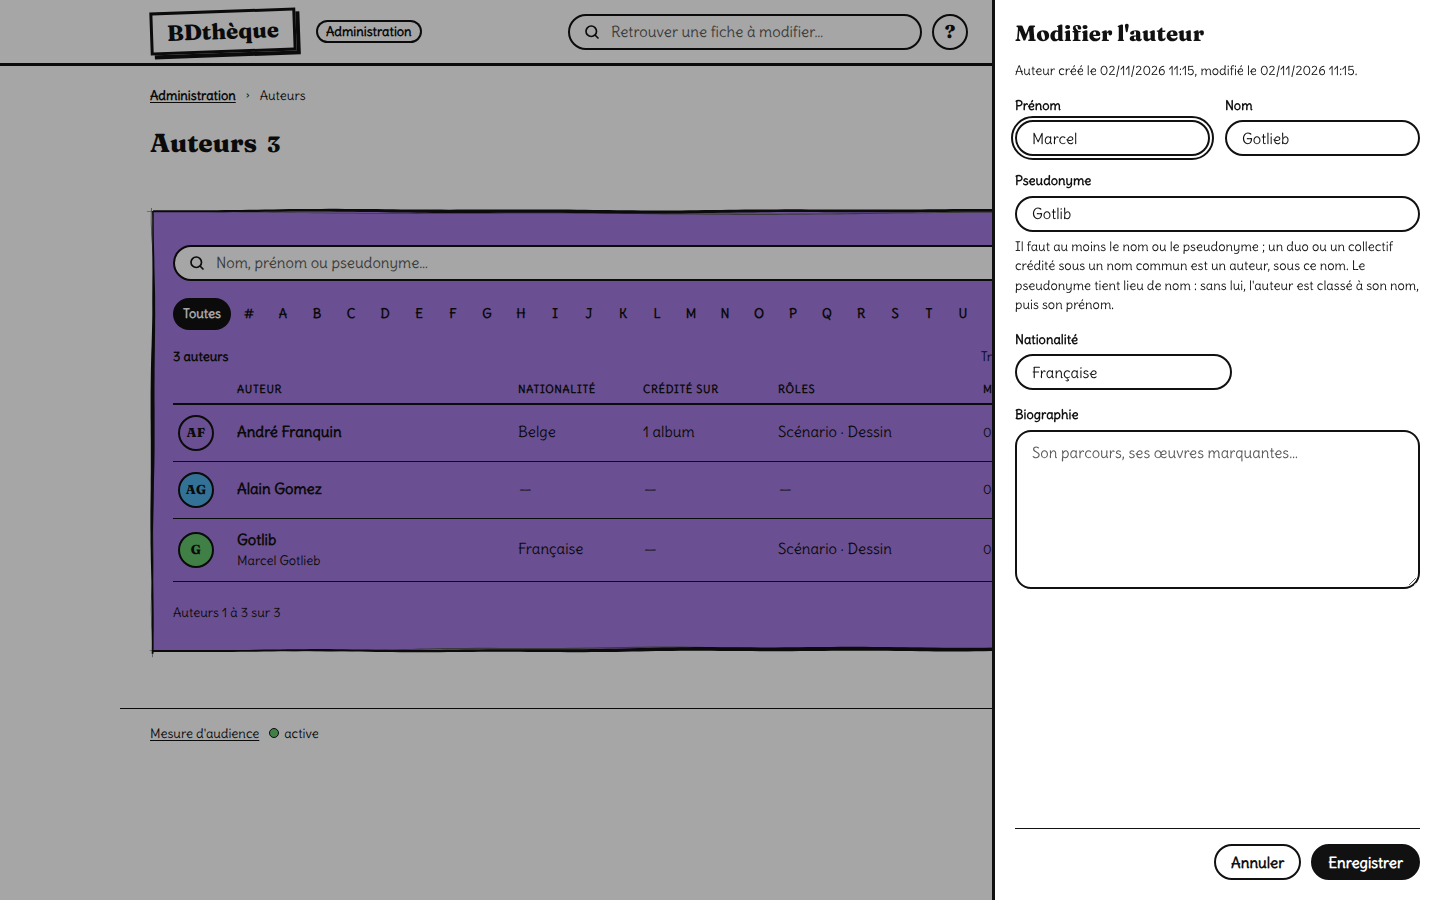 BDthèque
Administration
Retrouver une fiche à modifier...
?
Administration › Auteurs
Auteurs 3
Nom, prénom ou pseudonyme...
Toutes # A B C D E F G H I J K L M N O P Q R S T U
3 auteurs
Tr
AUTEUR NATIONALITÉ CRÉDITÉ SUR RÔLES M
AF André Franquin Belge 1 album Scénario · Dessin 0
AG Alain Gomez — — — 0
G Gotlib Française — Scénario · Dessin 0
Marcel Gotlieb
Auteurs 1 à 3 sur 3
Mesure d'audience active
Modifier l'auteur
Auteur créé le 02/11/2026 11:15, modifié le 02/11/2026 11:15.
Prénom Nom
Marcel Gotlieb
Pseudonyme
Gotlib
Il faut au moins le nom ou le pseudonyme ; un duo ou un collectif
crédité sous un nom commun est un auteur, sous ce nom. Le
pseudonyme tient lieu de nom : sans lui, l'auteur est classé à son nom,
puis son prénom.
Nationalité
Française
Biographie
Son parcours, ses œuvres marquantes...
Annuler Enregistrer